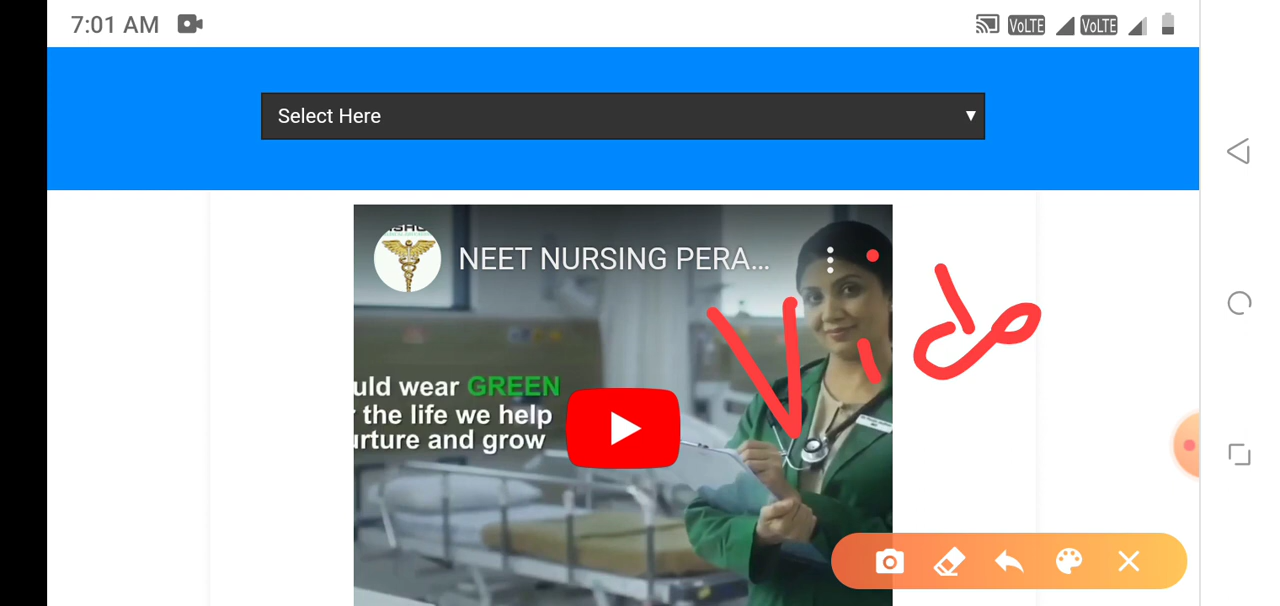 7:01 AM
VoLTE VoLTE
Select Here
NEET NURSING PERA...
uld wear GREEN
the life we help
urture and grow
Vido